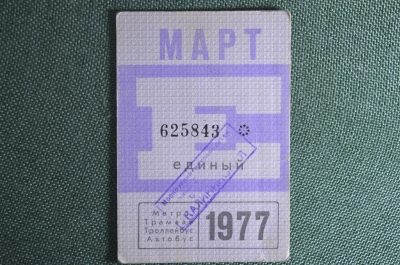 МАРТ
Е
625843
единый
Метро
Трамвай
Троллейбус
Автобус
1977